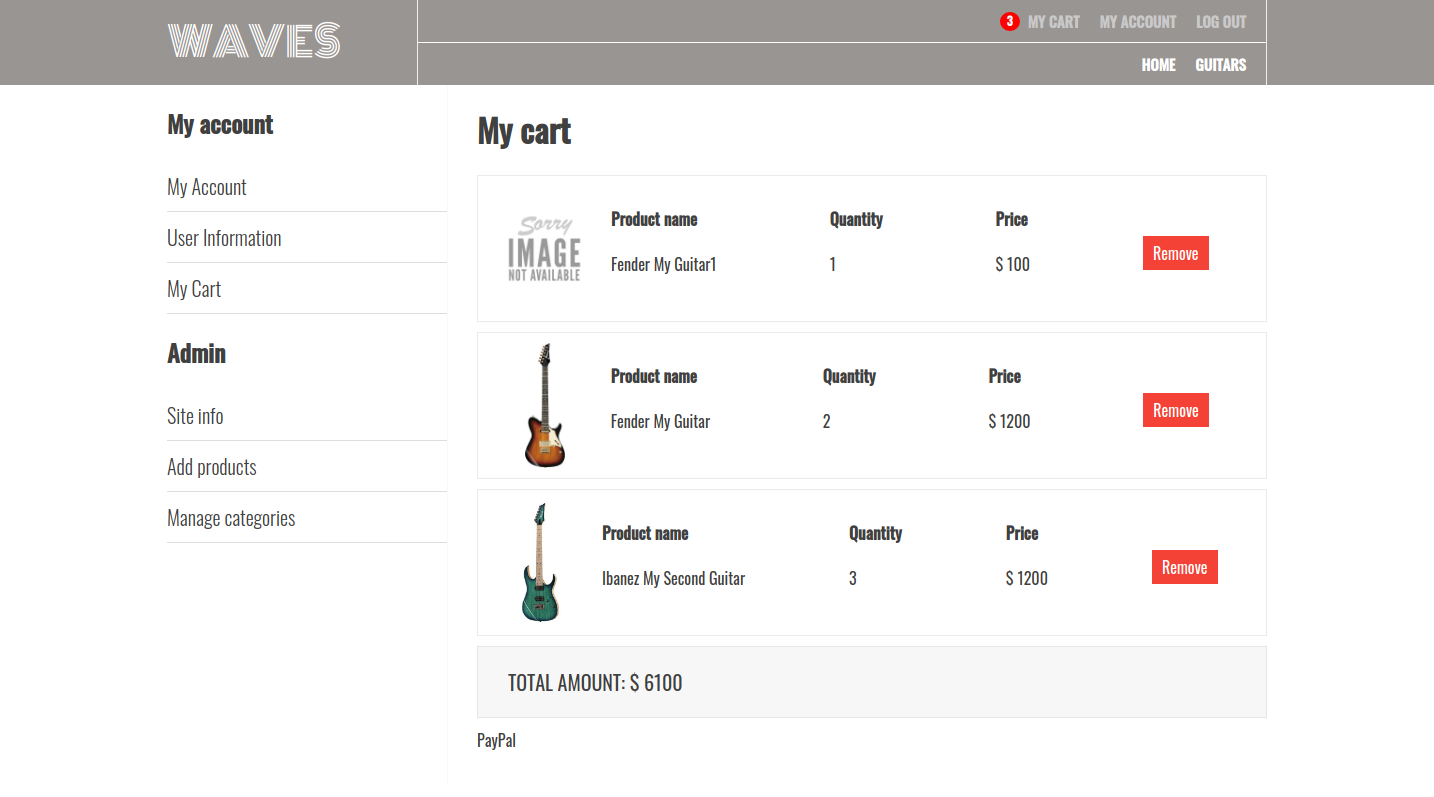 WAVES
3 MY CART MY ACCOUNT LOG OUT
HOME GUITARS
My account
My Account
User Information
My Cart
Admin
Site info
Add products
Manage categories
My cart
Sorry
IMAGE
NOT AVAILABLE
Product name Quantity Price
Fender My Guitar1 1 $ 100
Remove
Product name Quantity Price
Fender My Guitar 2 $ 1200
Remove
Product name Quantity Price
Ibanez My Second Guitar 3 $ 1200
Remove
TOTAL AMOUNT: $ 6100
PayPal